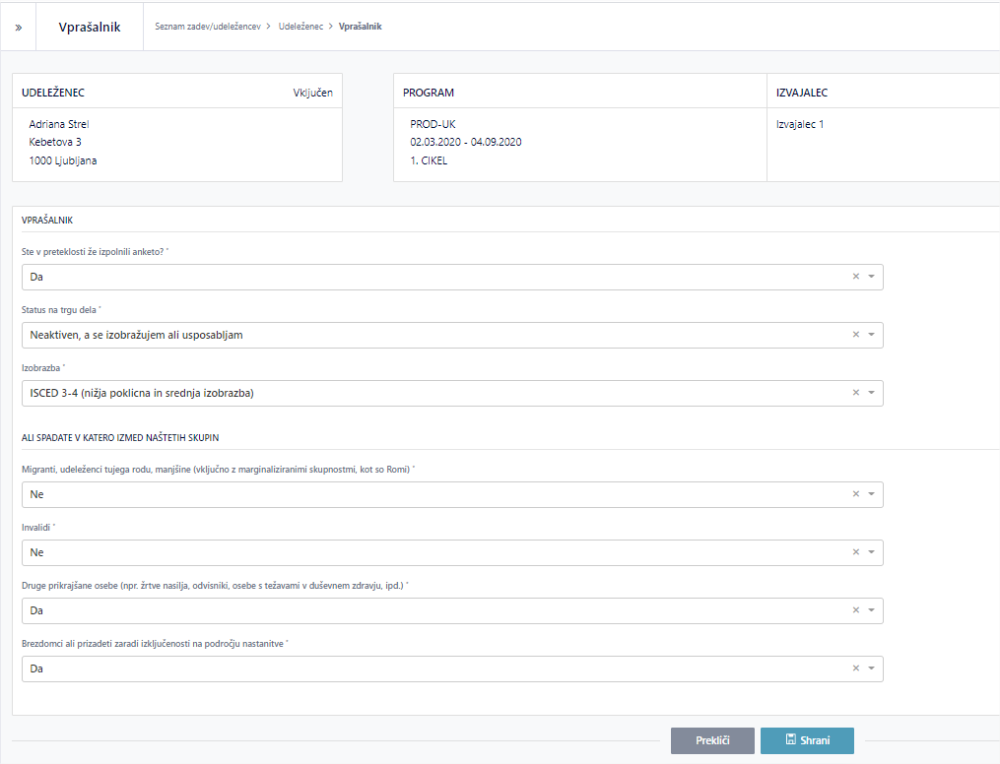 »
Vprašalnik
Seznam zadev/udeležencev > Udeleženec > Vprašalnik
UDELEŽENEC Vključen
Adriana Strel
Kebetova 3
1000 Ljubljana
PROGRAM
PROD-UK
02.03.2020 - 04.09.2020
1. CIKEL
IZVAJALEC
Izvajalec 1
VPRAŠALNIK
Ste v preteklosti že izpolnili anketo? *
Da
Status na trgu dela *
Neaktiven, a se izobražujem ali usposabljam
Izobrazba *
ISCED 3-4 (nižja poklicna in srednja izobrazba)
ALI SPADATE V KATERO IZMED NAŠTETIH SKUPIN
Migranti, udeleženci tujega rodu, manjšine (vključno z marginaliziranimi skupnostmi, kot so Romi) *
Ne
Invalidi *
Ne
Druge prikrajšane osebe (npr. žrtve nasilja, odvisniki, osebe s težavami v duševnem zdravju, ipd.) *
Da
Brezdomci ali prizadeti zaradi izključenosti na področju nastanitve *
Da
Prekliči
Shrani